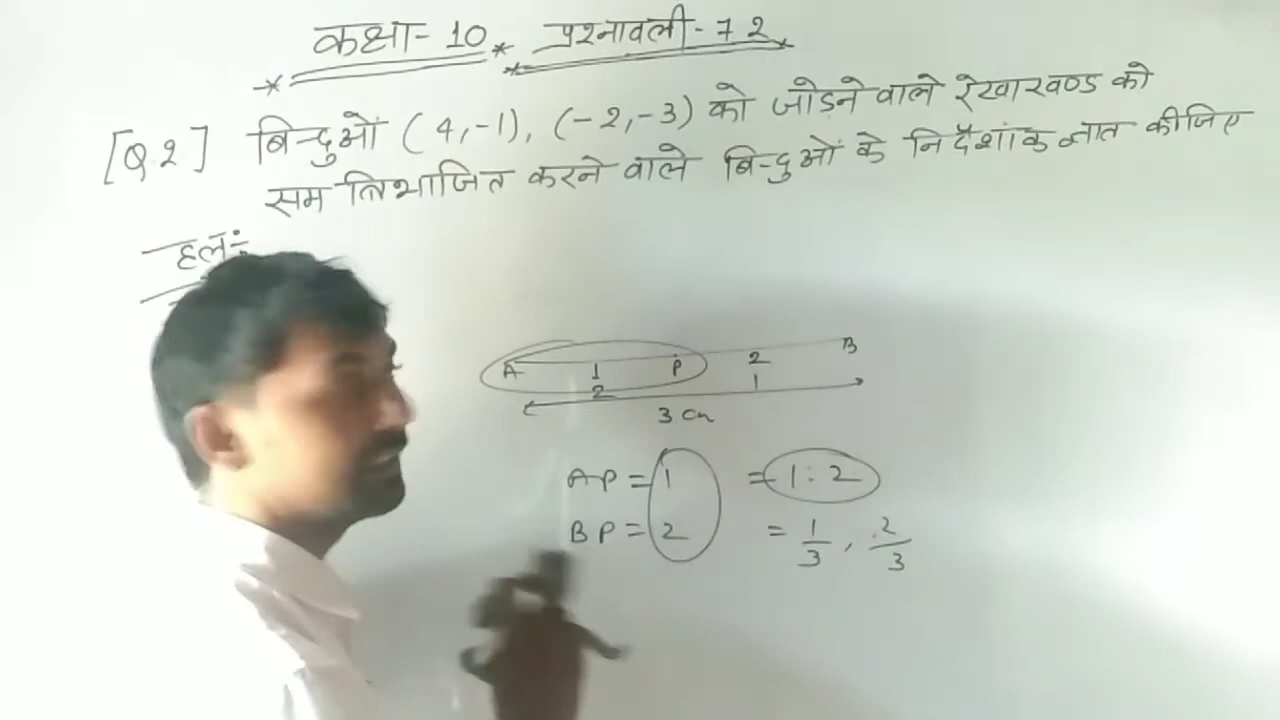 कक्षा- 10 * प्रश्नावली- 7 2
[Q.2] बिन्दुओं (4,-1), (-2,-3) को जोड़ने वाले रेखाखण्ड को
सम त्रिभाजित करने वाले बिन्दुओं के निर्देशांक ज्ञात कीजिए
हल:-
A 1 P 2 B
2 1
3 cm
AP = 1 = 1:2
BP = 2 = 1/3, 2/3